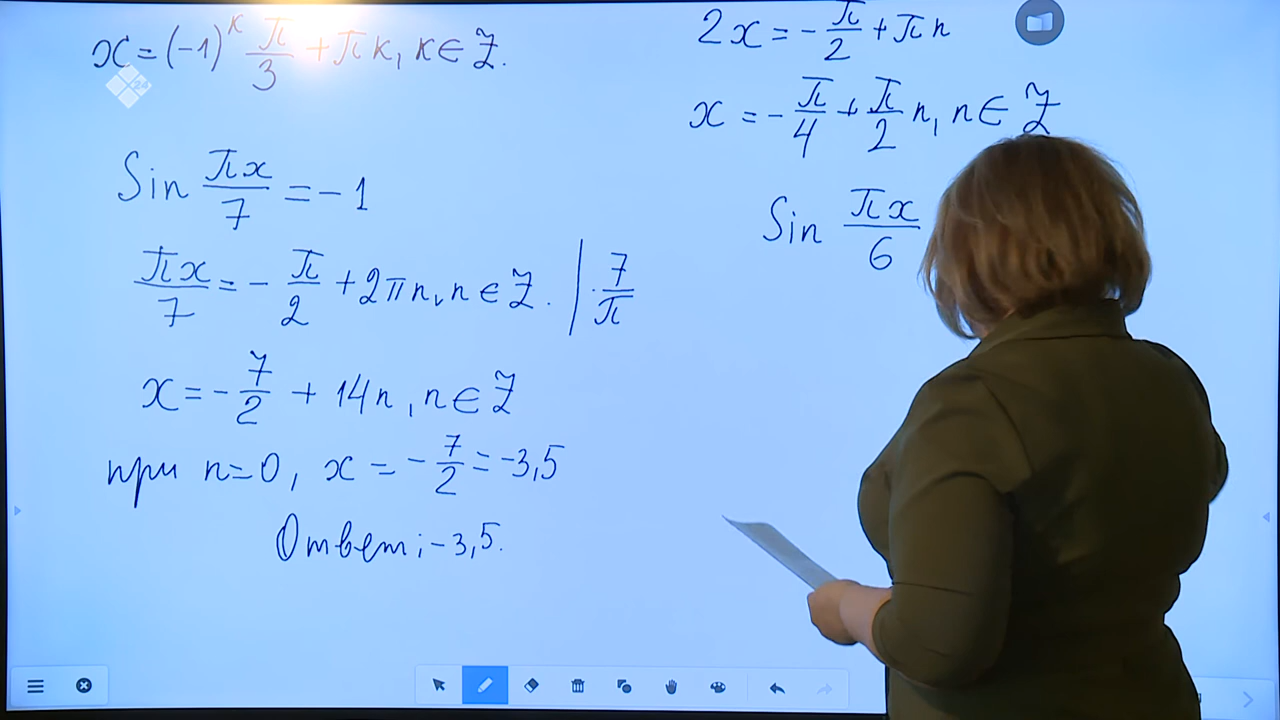 x = (-1)^k π/3 + πk, k ∈ Z.
24
Sin πx/7 = -1
πx/7 = - π/2 + 2πn, n ∈ Z. | · 7/π
x = - 7/2 + 14n, n ∈ Z
при n=0, x = - 7/2 = -3,5
Ответ: -3,5.
2x = - π/2 + πn
x = - π/4 + π/2 n, n ∈ Z
Sin πx/6